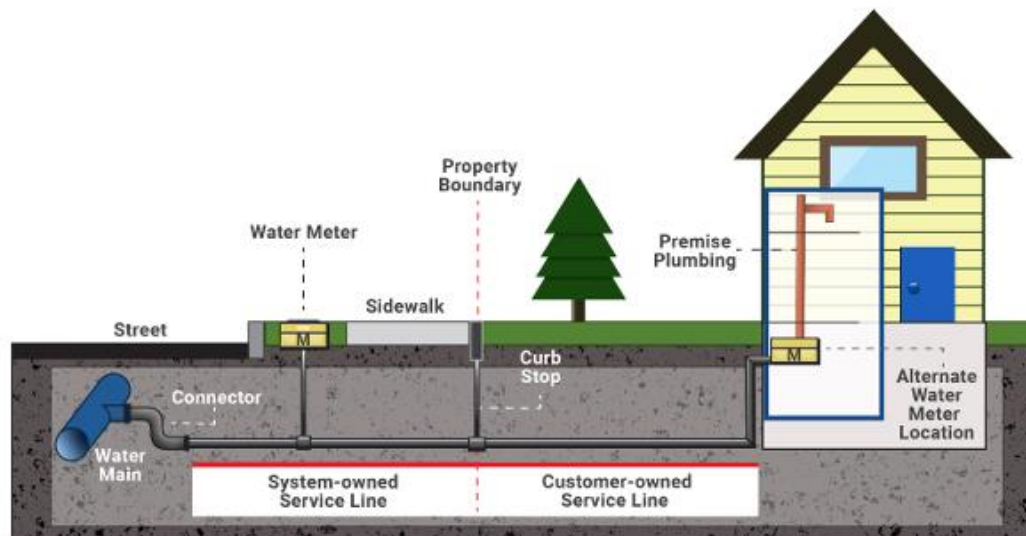 Property
Boundary
Water Meter
Premise
Plumbing
Sidewalk
Street
M
M
Curb
Stop
Connector
Alternate
Water
Meter
Location
Water
Main
System-owned
Service Line
Customer-owned
Service Line